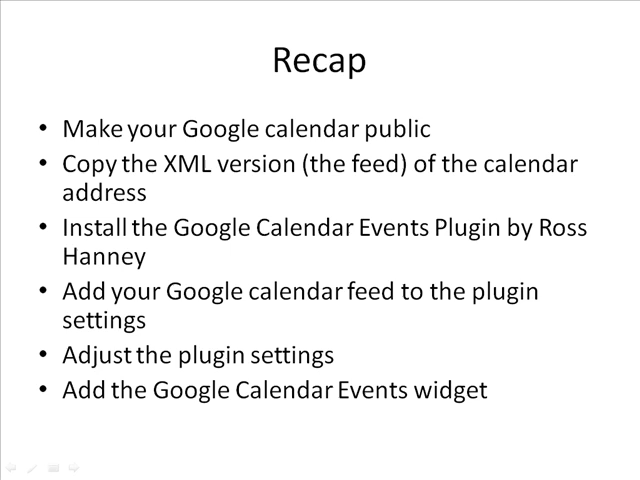 Recap
• Make your Google calendar public
• Copy the XML version (the feed) of the calendar
address
• Install the Google Calendar Events Plugin by Ross
Hanney
• Add your Google calendar feed to the plugin
settings
• Adjust the plugin settings
• Add the Google Calendar Events widget